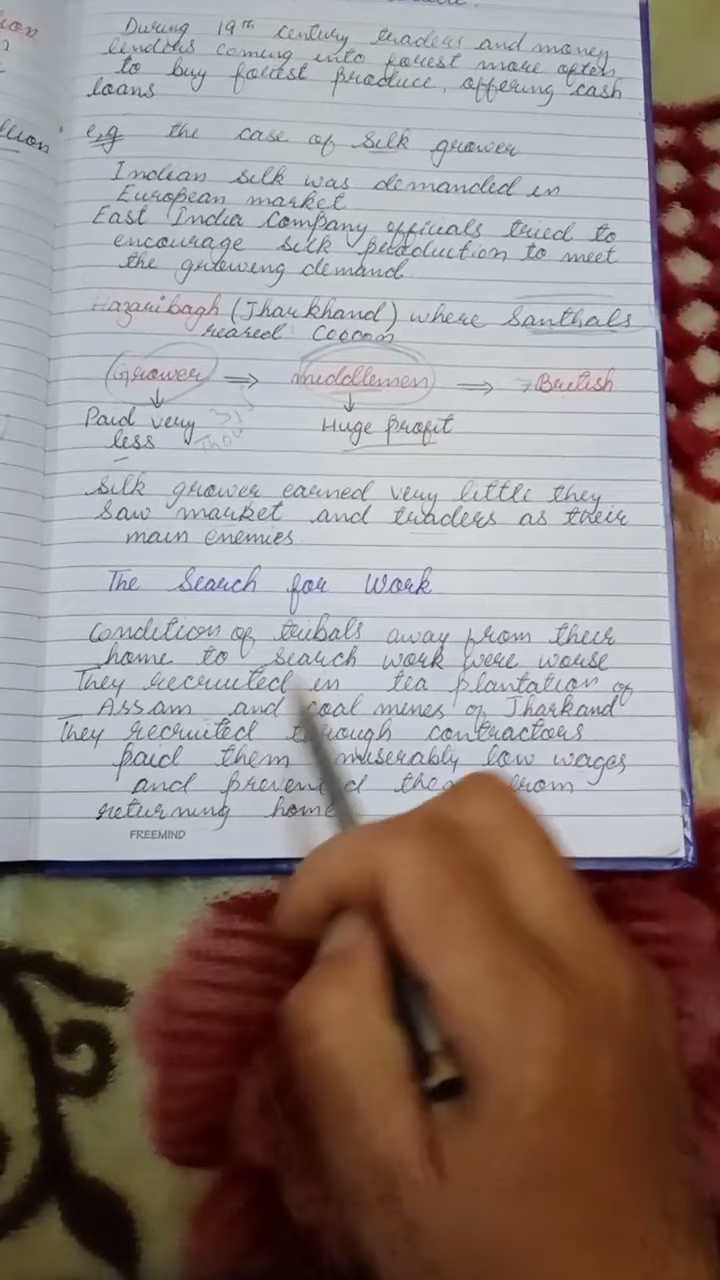 During 19th century traders and money
lendors coming into forest more often
to buy forest produce, offering cash
loans
e.g the case of silk grower
Indian silk was demanded in
European market
East India Company officials tried to
encourage silk production to meet
the growing demand
Hazaribagh (Jharkhand) where Santhals
reared Cocoon
Grower ⇒ middlemen ⇒ British
Paid very
less
Huge profit
Silk grower earned very little they
saw market and traders as their
main enemies
The Search for Work
Condition of tribals away from their
home to search work were worse
They recruited in tea plantation of
Assam and coal mines of Jharkand
They recruited through contractors
paid them miserably low wages
and prevented them from
returning home
FREEMIND